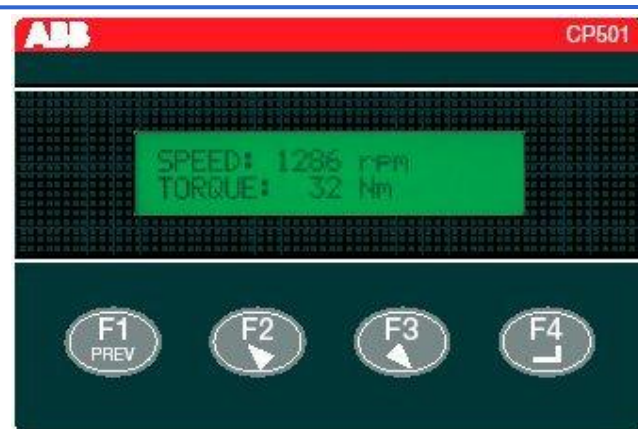 ABB
CP501
SPEED: 1286 rpm
TORQUE: 32 Nm
F1
PREV
F2
F3
F4